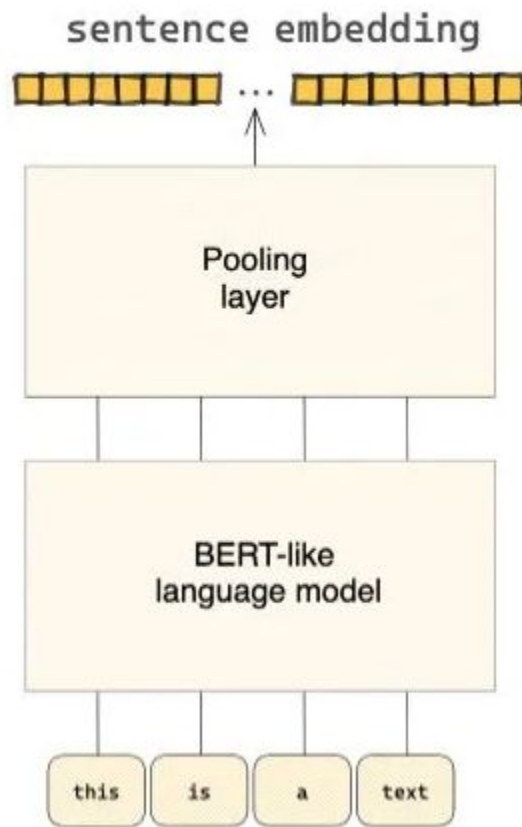 sentence embedding
...
Pooling
layer
BERT-like
language model
this is a text